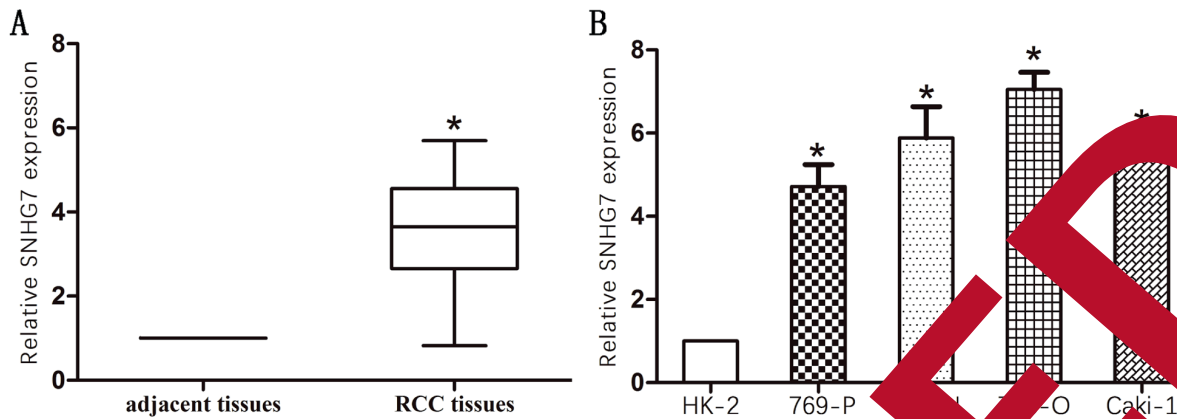 A
Relative SNHG7 expression
8
6
4
2
0
*
adjacent tissues
RCC tissues
B
Relative SNHG7 expression
8
6
4
2
0
*
*
*
*
HK-2
769-P
Caki-1